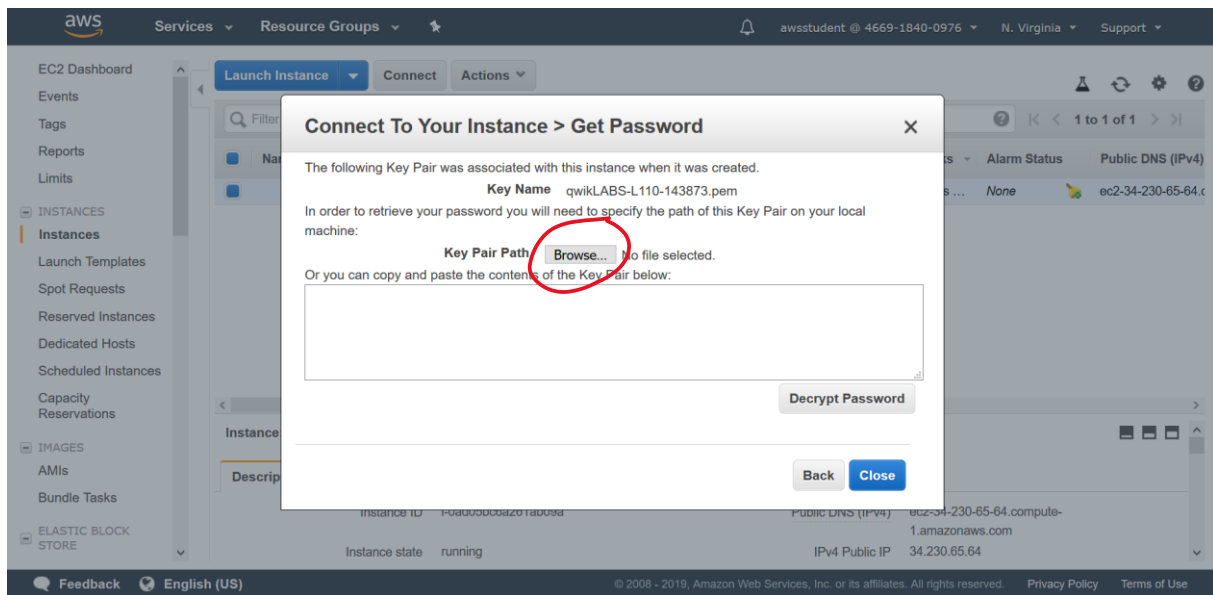 aws Services Resource Groups awsstudent @ 4669-1840-0976 N. Virginia Support
EC2 Dashboard
Events
Tags
Reports
Limits
INSTANCES
Instances
Launch Templates
Spot Requests
Reserved Instances
Dedicated Hosts
Scheduled Instances
Capacity
Reservations
IMAGES
AMIs
Bundle Tasks
ELASTIC BLOCK
STORE
Launch Instance Connect Actions
Filter 1 to 1 of 1
Alarm Status Public DNS (IPv4)
None ec2-34-230-65-64.c
Connect To Your Instance > Get Password
The following Key Pair was associated with this instance when it was created.
Key Name qwikLABS-L110-143873.pem
In order to retrieve your password you will need to specify the path of this Key Pair on your local
machine:
Key Pair Path Browse... No file selected.
Or you can copy and paste the contents of the Key Pair below:
Decrypt Password
Back Close
Instance
Descrip
Instance ID Public DNS (IPv4) ec2-34-230-65-64.compute-
1.amazonaws.com
Instance state running IPv4 Public IP 34.230.65.64
Feedback English (US) © 2008 - 2019, Amazon Web Services, Inc. or its affiliates. All rights reserved. Privacy Policy Terms of Use